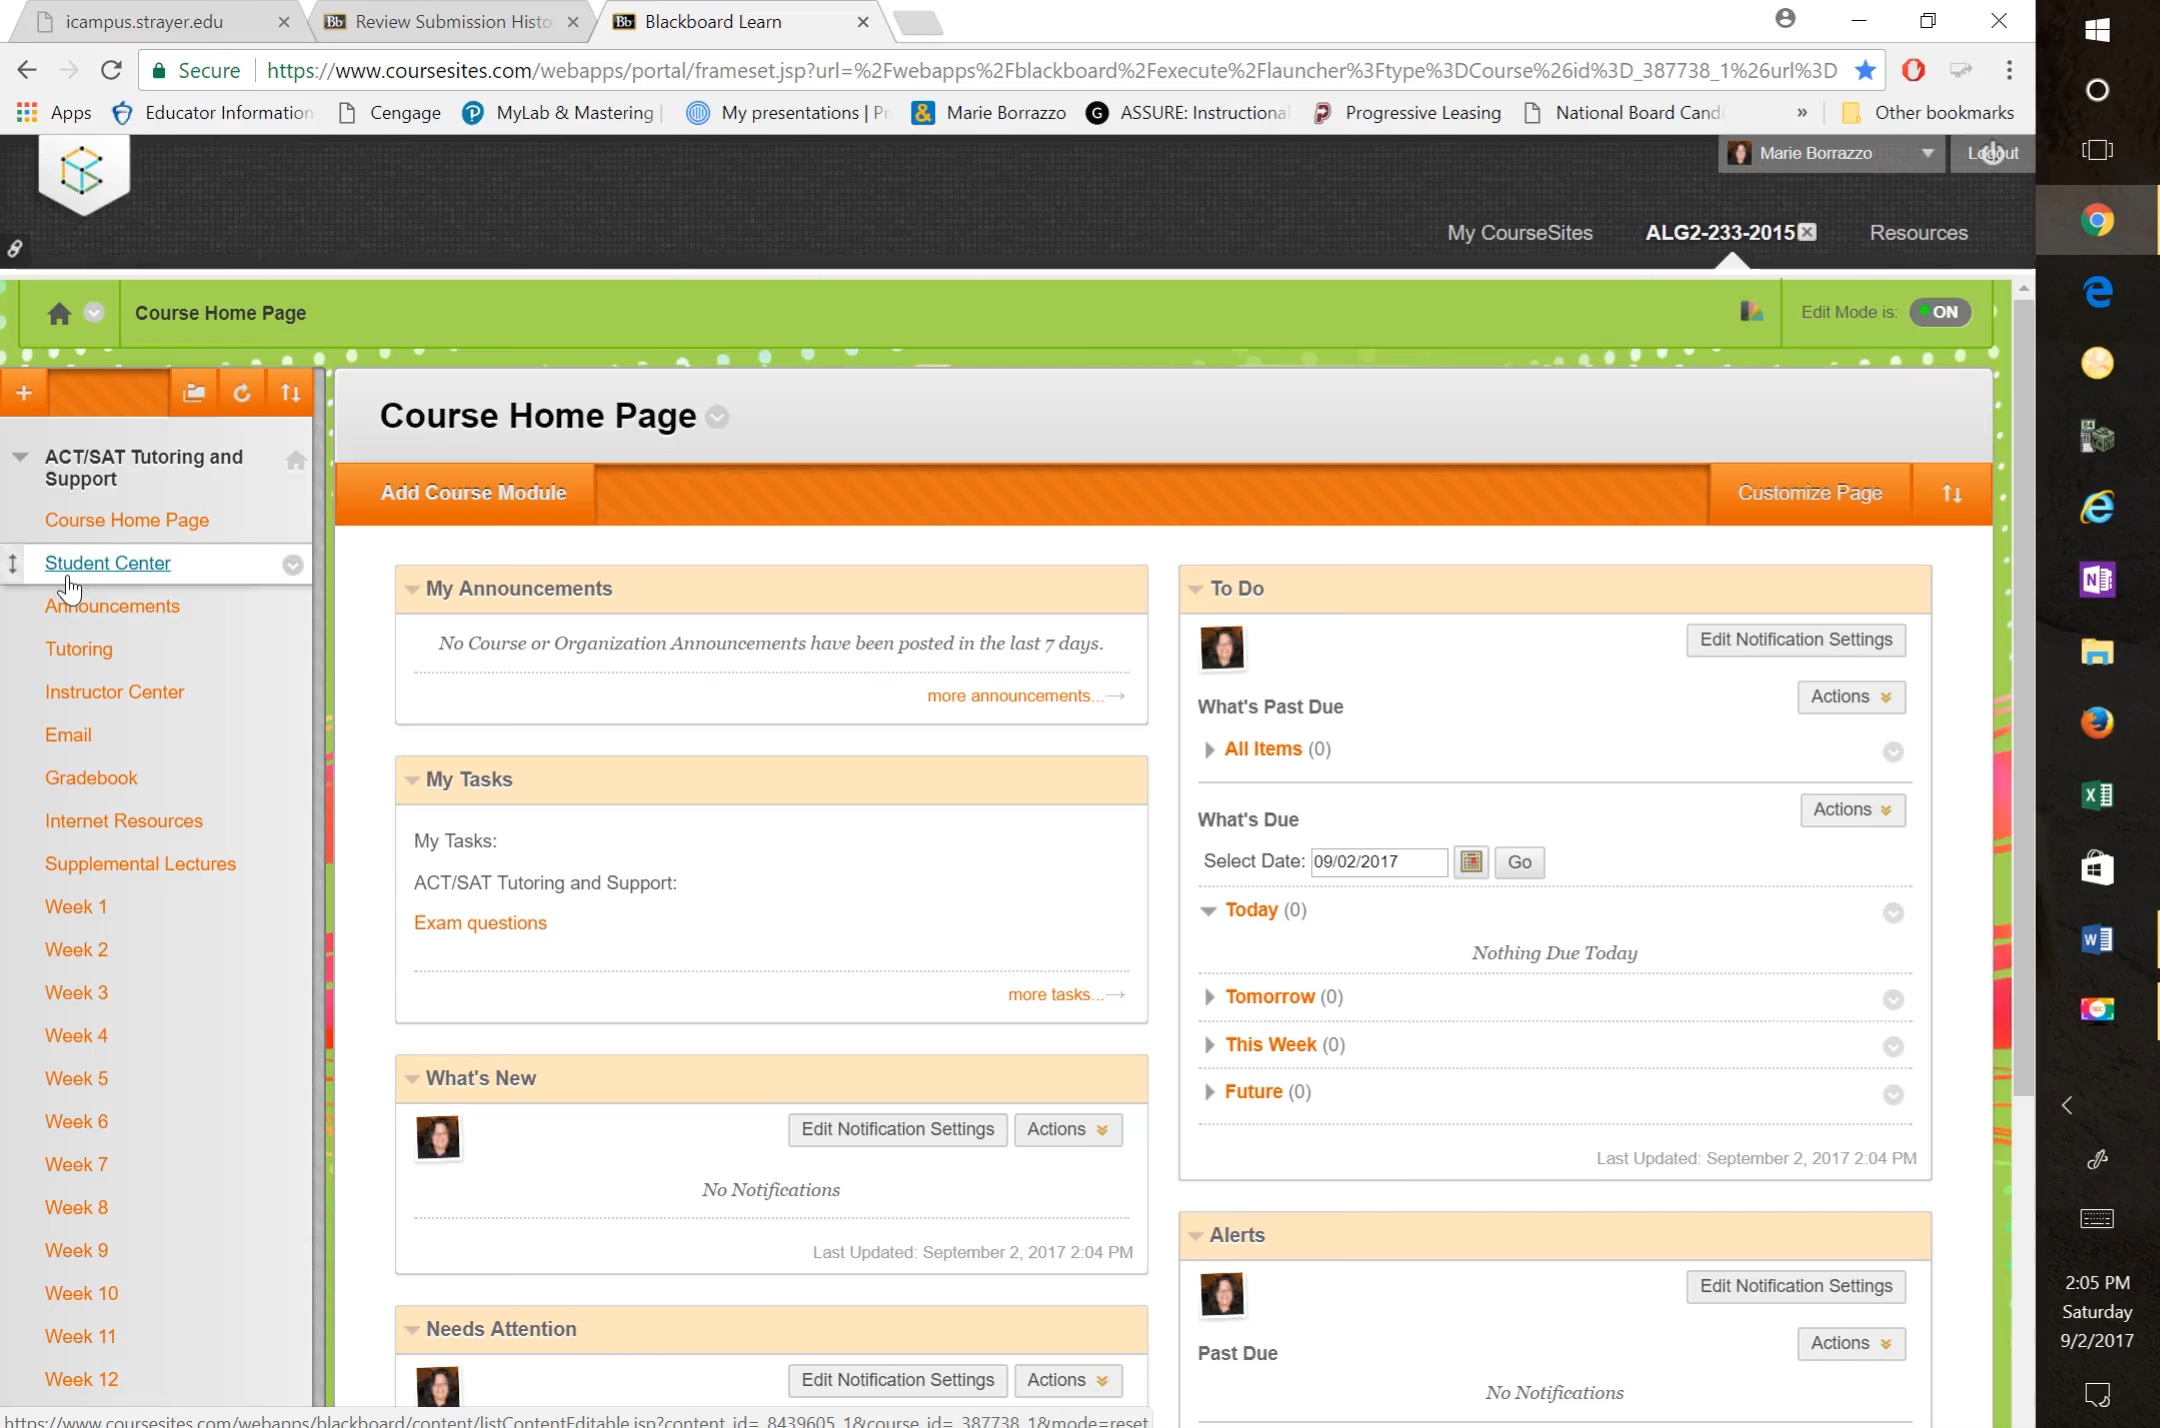 icampus.strayer.edu
Bb Review Submission Histo
Bb Blackboard Learn
Secure https://www.coursesites.com/webapps/portal/frameset.jsp?url=%2Fwebapps%2Fblackboard%2Fexecute%2Flauncher%3Ftype%3DCourse%26id%3D_387738_1%26url%3D
Apps Educator Information Cengage MyLab & Mastering | My presentations | Pr Marie Borrazzo ASSURE: Instructional Progressive Leasing National Board Candi » Other bookmarks
Marie Borrazzo Logout
My CourseSites ALG2-233-2015 Resources
Course Home Page
Edit Mode is: ON
ACT/SAT Tutoring and
Support
Course Home Page
Student Center
Announcements
Tutoring
Instructor Center
Email
Gradebook
Internet Resources
Supplemental Lectures
Week 1
Week 2
Week 3
Week 4
Week 5
Week 6
Week 7
Week 8
Week 9
Week 10
Week 11
Week 12
Course Home Page
Add Course Module
Customize Page
My Announcements
No Course or Organization Announcements have been posted in the last 7 days.
more announcements...→
My Tasks
My Tasks:
ACT/SAT Tutoring and Support:
Exam questions
more tasks...→
What's New
Edit Notification Settings Actions
No Notifications
Last Updated: September 2, 2017 2:04 PM
Needs Attention
Edit Notification Settings Actions
To Do
Edit Notification Settings
What's Past Due
Actions
All Items (0)
What's Due
Actions
Select Date: 09/02/2017 Go
Today (0)
Nothing Due Today
Tomorrow (0)
This Week (0)
Future (0)
Last Updated: September 2, 2017 2:04 PM
Alerts
Edit Notification Settings
Past Due
Actions
No Notifications
2:05 PM
Saturday
9/2/2017
https://www.coursesites.com/webapps/blackboard/content/listContentEditable.jsp?content_id=_8439605_1&course_id=_387738_1&mode=reset